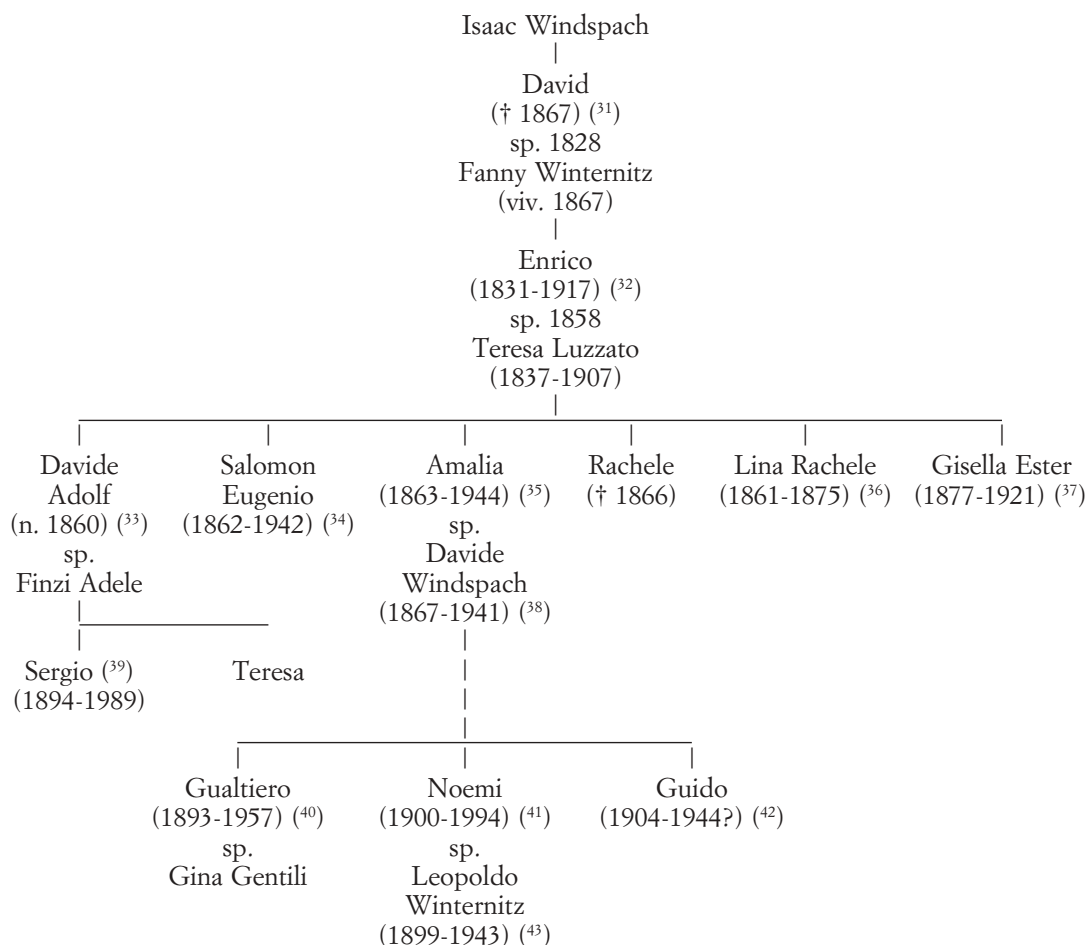 Isaac Windspach
David
(† 1867) (³¹)
sp. 1828
Fanny Winternitz
(viv. 1867)
Enrico
(1831-1917) (³²)
sp. 1858
Teresa Luzzato
(1837-1907)
Davide
Adolf
(n. 1860) (³³)
sp.
Finzi Adele
Salomon
Eugenio
(1862-1942) (³⁴)
Amalia
(1863-1944) (³⁵)
sp.
Davide
Windspach
(1867-1941) (³⁸)
Rachele
(† 1866)
Lina Rachele
(1861-1875) (³⁶)
Gisella Ester
(1877-1921) (³⁷)
Sergio (³⁹)
(1894-1989)
Teresa
Gualtiero
(1893-1957) (⁴⁰)
sp.
Gina Gentili
Noemi
(1900-1994) (⁴¹)
sp.
Leopoldo
Winternitz
(1899-1943) (⁴³)
Guido
(1904-1944?) (⁴²)